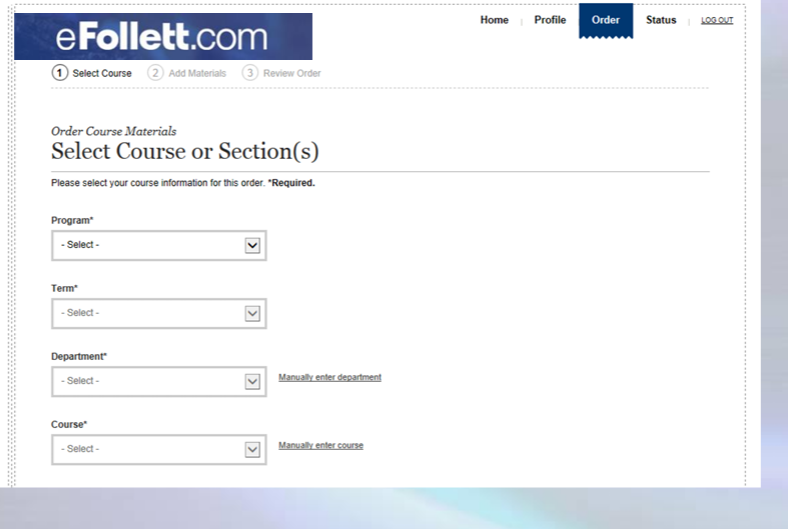 eFollett.com
Home Profile Order Status LOG OUT
1 Select Course 2 Add Materials 3 Review Order
Order Course Materials
Select Course or Section(s)
Please select your course information for this order. *Required.
Program*
- Select -
Term*
- Select -
Department*
- Select - Manually enter department
Course*
- Select - Manually enter course